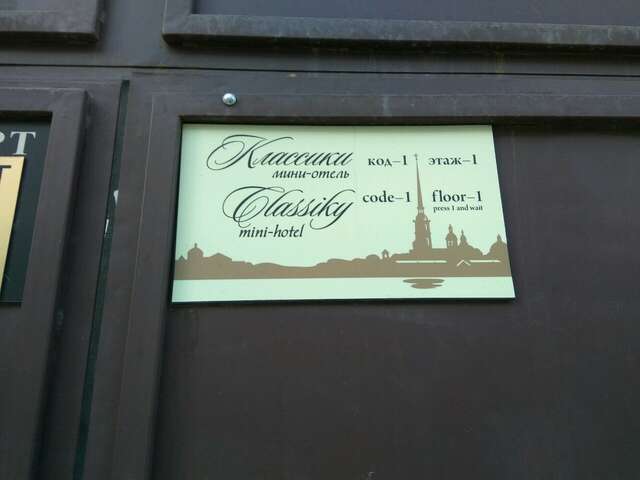 Классики
мини-отель
код-1 этаж-1
Classiky
mini-hotel
code-1 floor-1
press 1 and wait